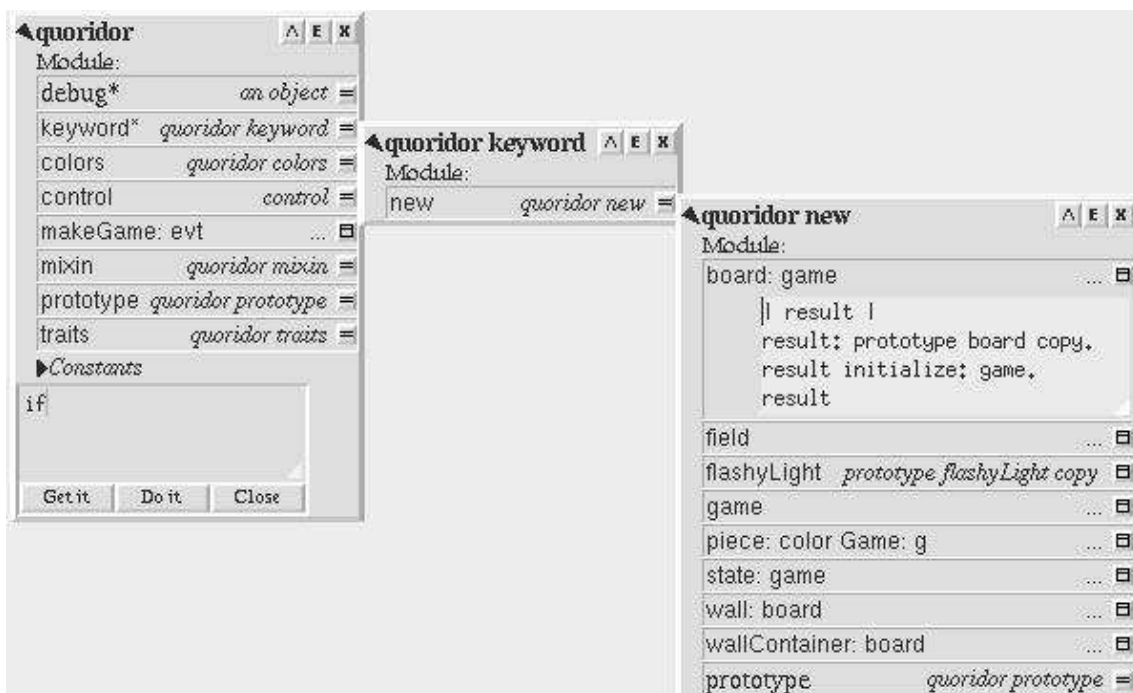 quoridor
Λ E X
Module:
debug* an object =
keyword* quoridor keyword =
colors quoridor colors =
control control =
makeGame: evt ...
mixin quoridor mixin =
prototype quoridor prototype =
traits quoridor traits =
Constants
if
Get it Do it Close
quoridor keyword
Λ E X
Module:
new quoridor new =
quoridor new
Λ E X
Module:
board: game ...
| result |
result: prototype board copy.
result initialize: game.
result
field ...
flashyLight prototype flashyLight copy
game ...
piece: color Game: g ...
state: game ...
wall: board ...
wallContainer: board ...
prototype quoridor prototype =